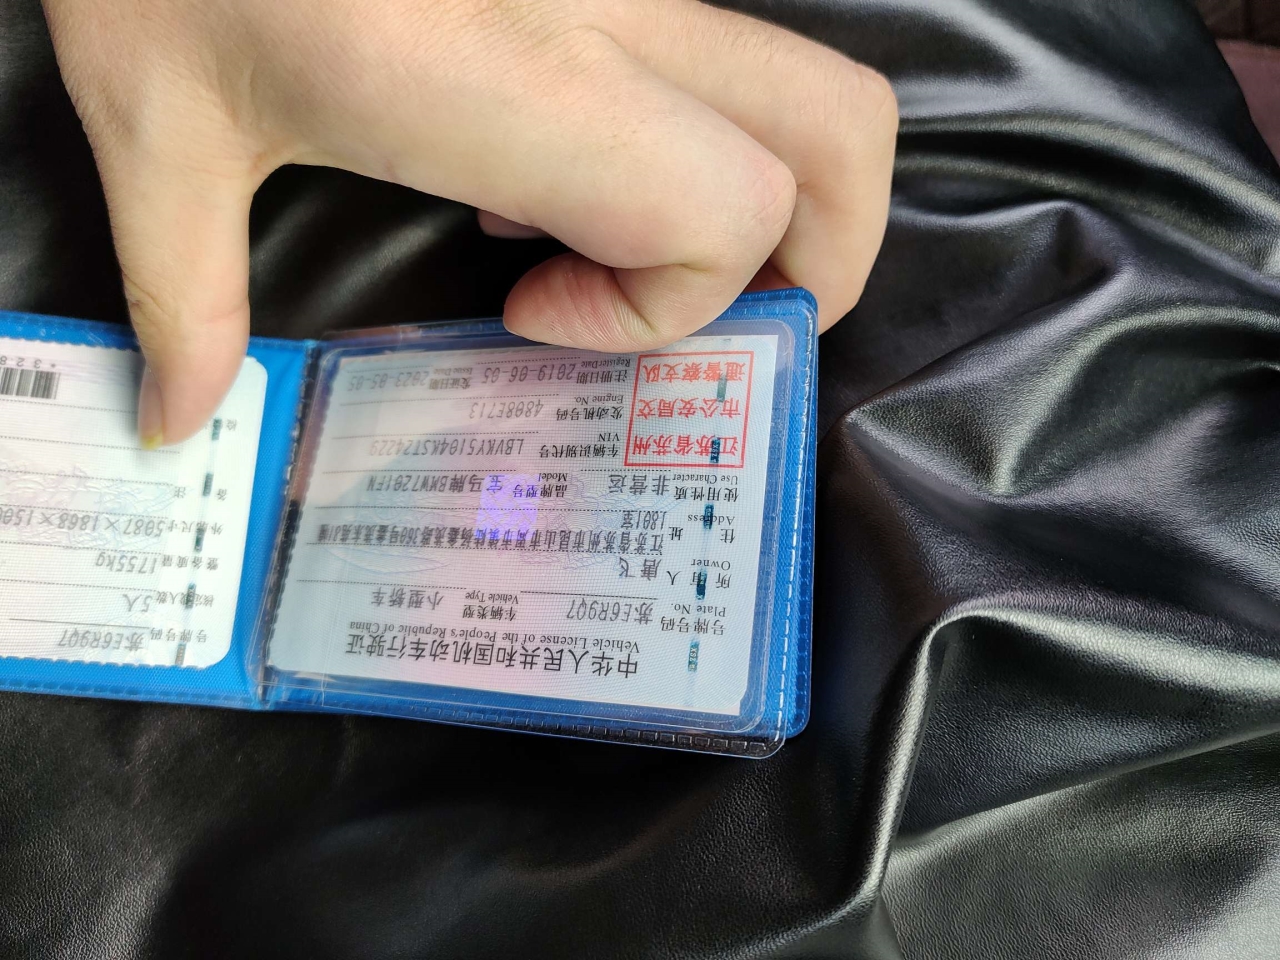 中华人民共和国机动车行驶证
Vehicle License of the People's Republic of China
号牌号码 苏E6R9Q7 车辆类型 小型轿车
Plate No. Vehicle Type
所有人 唐飞
Owner
住址
Address
1801室
使用性质 非营运 品牌型号 宝马牌BMW7201FN
Use Character Model
江苏省苏州
市公安局交
通警察支队
车辆识别代号 LBVKY5104KST24229
VIN
发动机号码 4808E713
Engine No.
注册日期 2019-06-05 发证日期 2023-05-05
Register Date Issue Date
号牌号码 苏E6R9Q7
核定载人数 5人
整备质量 1755kg
外廓尺寸 5087×1868×150
备注
*328